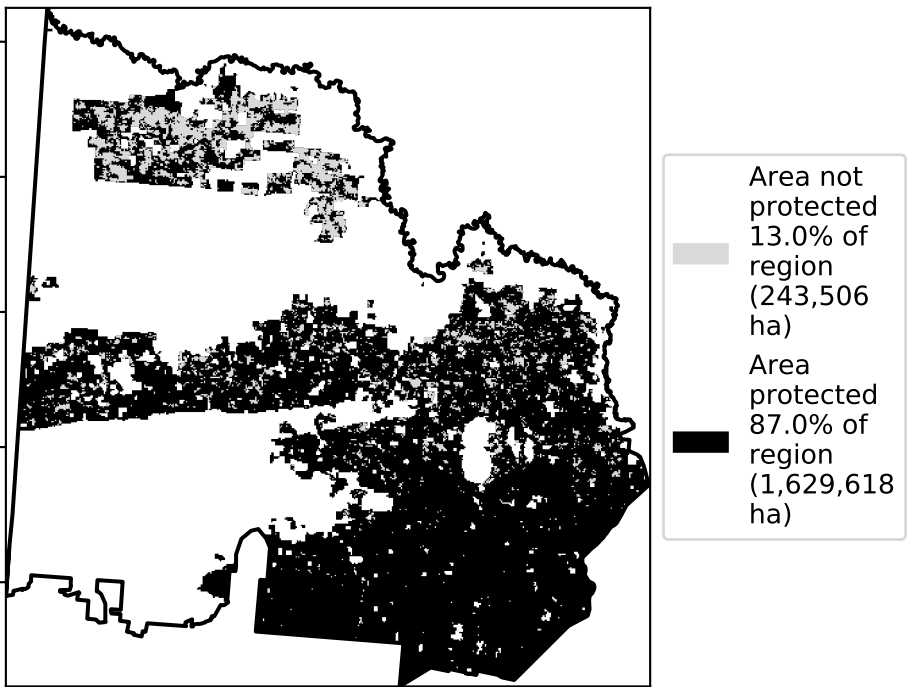 Area not
protected
13.0% of
region
(243,506
ha)
Area
protected
87.0% of
region
(1,629,618
ha)